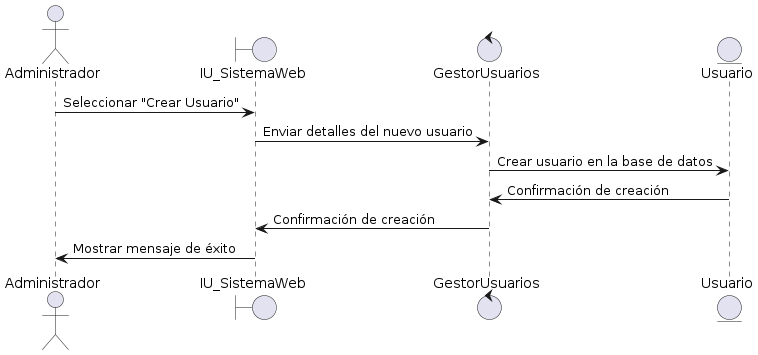 Administrador
IU_SistemaWeb
GestorUsuarios
Usuario
Seleccionar "Crear Usuario"
Enviar detalles del nuevo usuario
Crear usuario en la base de datos
Confirmación de creación
Confirmación de creación
Mostrar mensaje de éxito
Administrador
IU_SistemaWeb
GestorUsuarios
Usuario